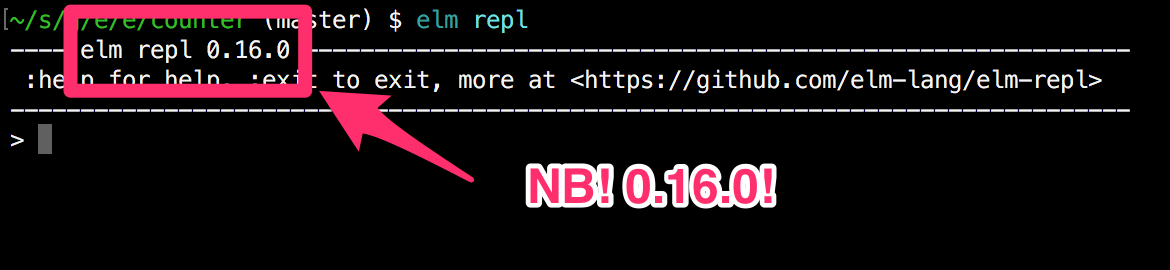 [~/s/ /e/e/counter (master) $ elm repl
---- elm repl 0.16.0 -----------------------------------------------------------
:help for help, :exit to exit, more at <https://github.com/elm-lang/elm-repl>
--------------------------------------------------------------------------------
>
NB! 0.16.0!